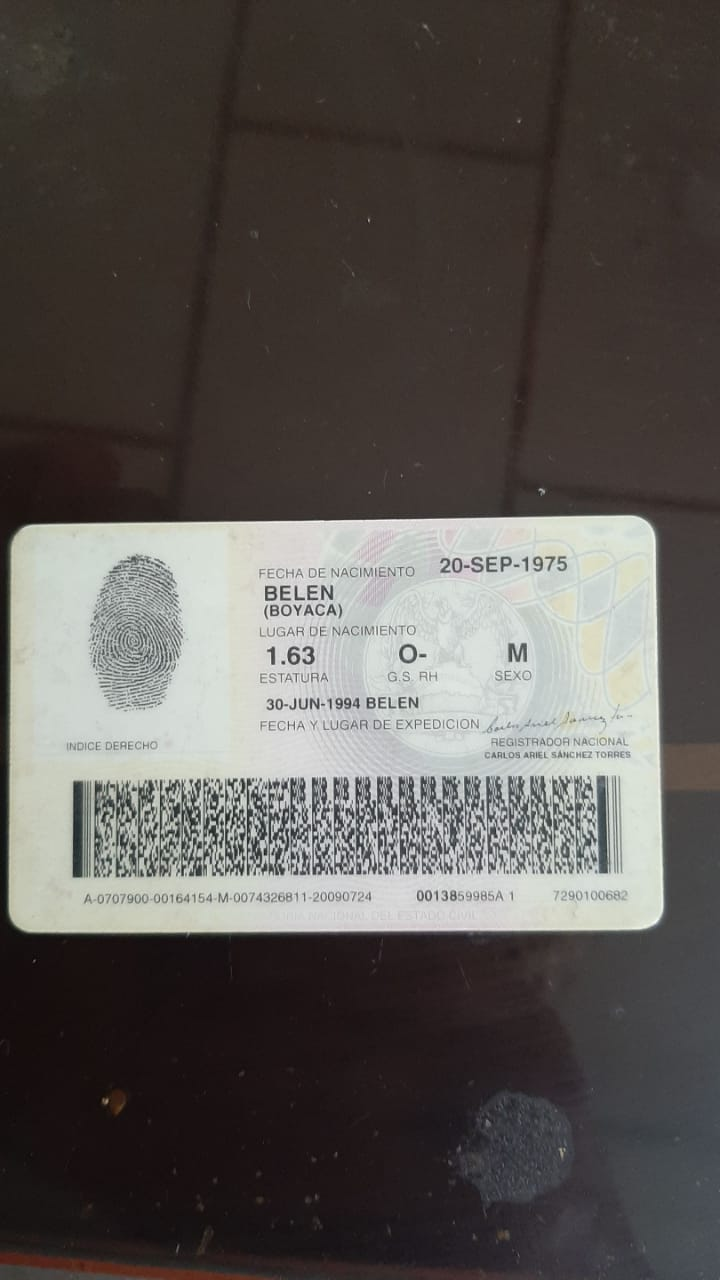 FECHA DE NACIMIENTO 20-SEP-1975
BELEN
(BOYACA)
LUGAR DE NACIMIENTO
1.63 O- M
ESTATURA G.S. RH SEXO
30-JUN-1994 BELEN
FECHA Y LUGAR DE EXPEDICION
INDICE DERECHO
REGISTRADOR NACIONAL
CARLOS ARIEL SÁNCHEZ TORRES
A-0707900-00164154-M-0074326811-20090724 0013859985A 1 7290100682
NACIONAL DEL ESTADO CIVIL